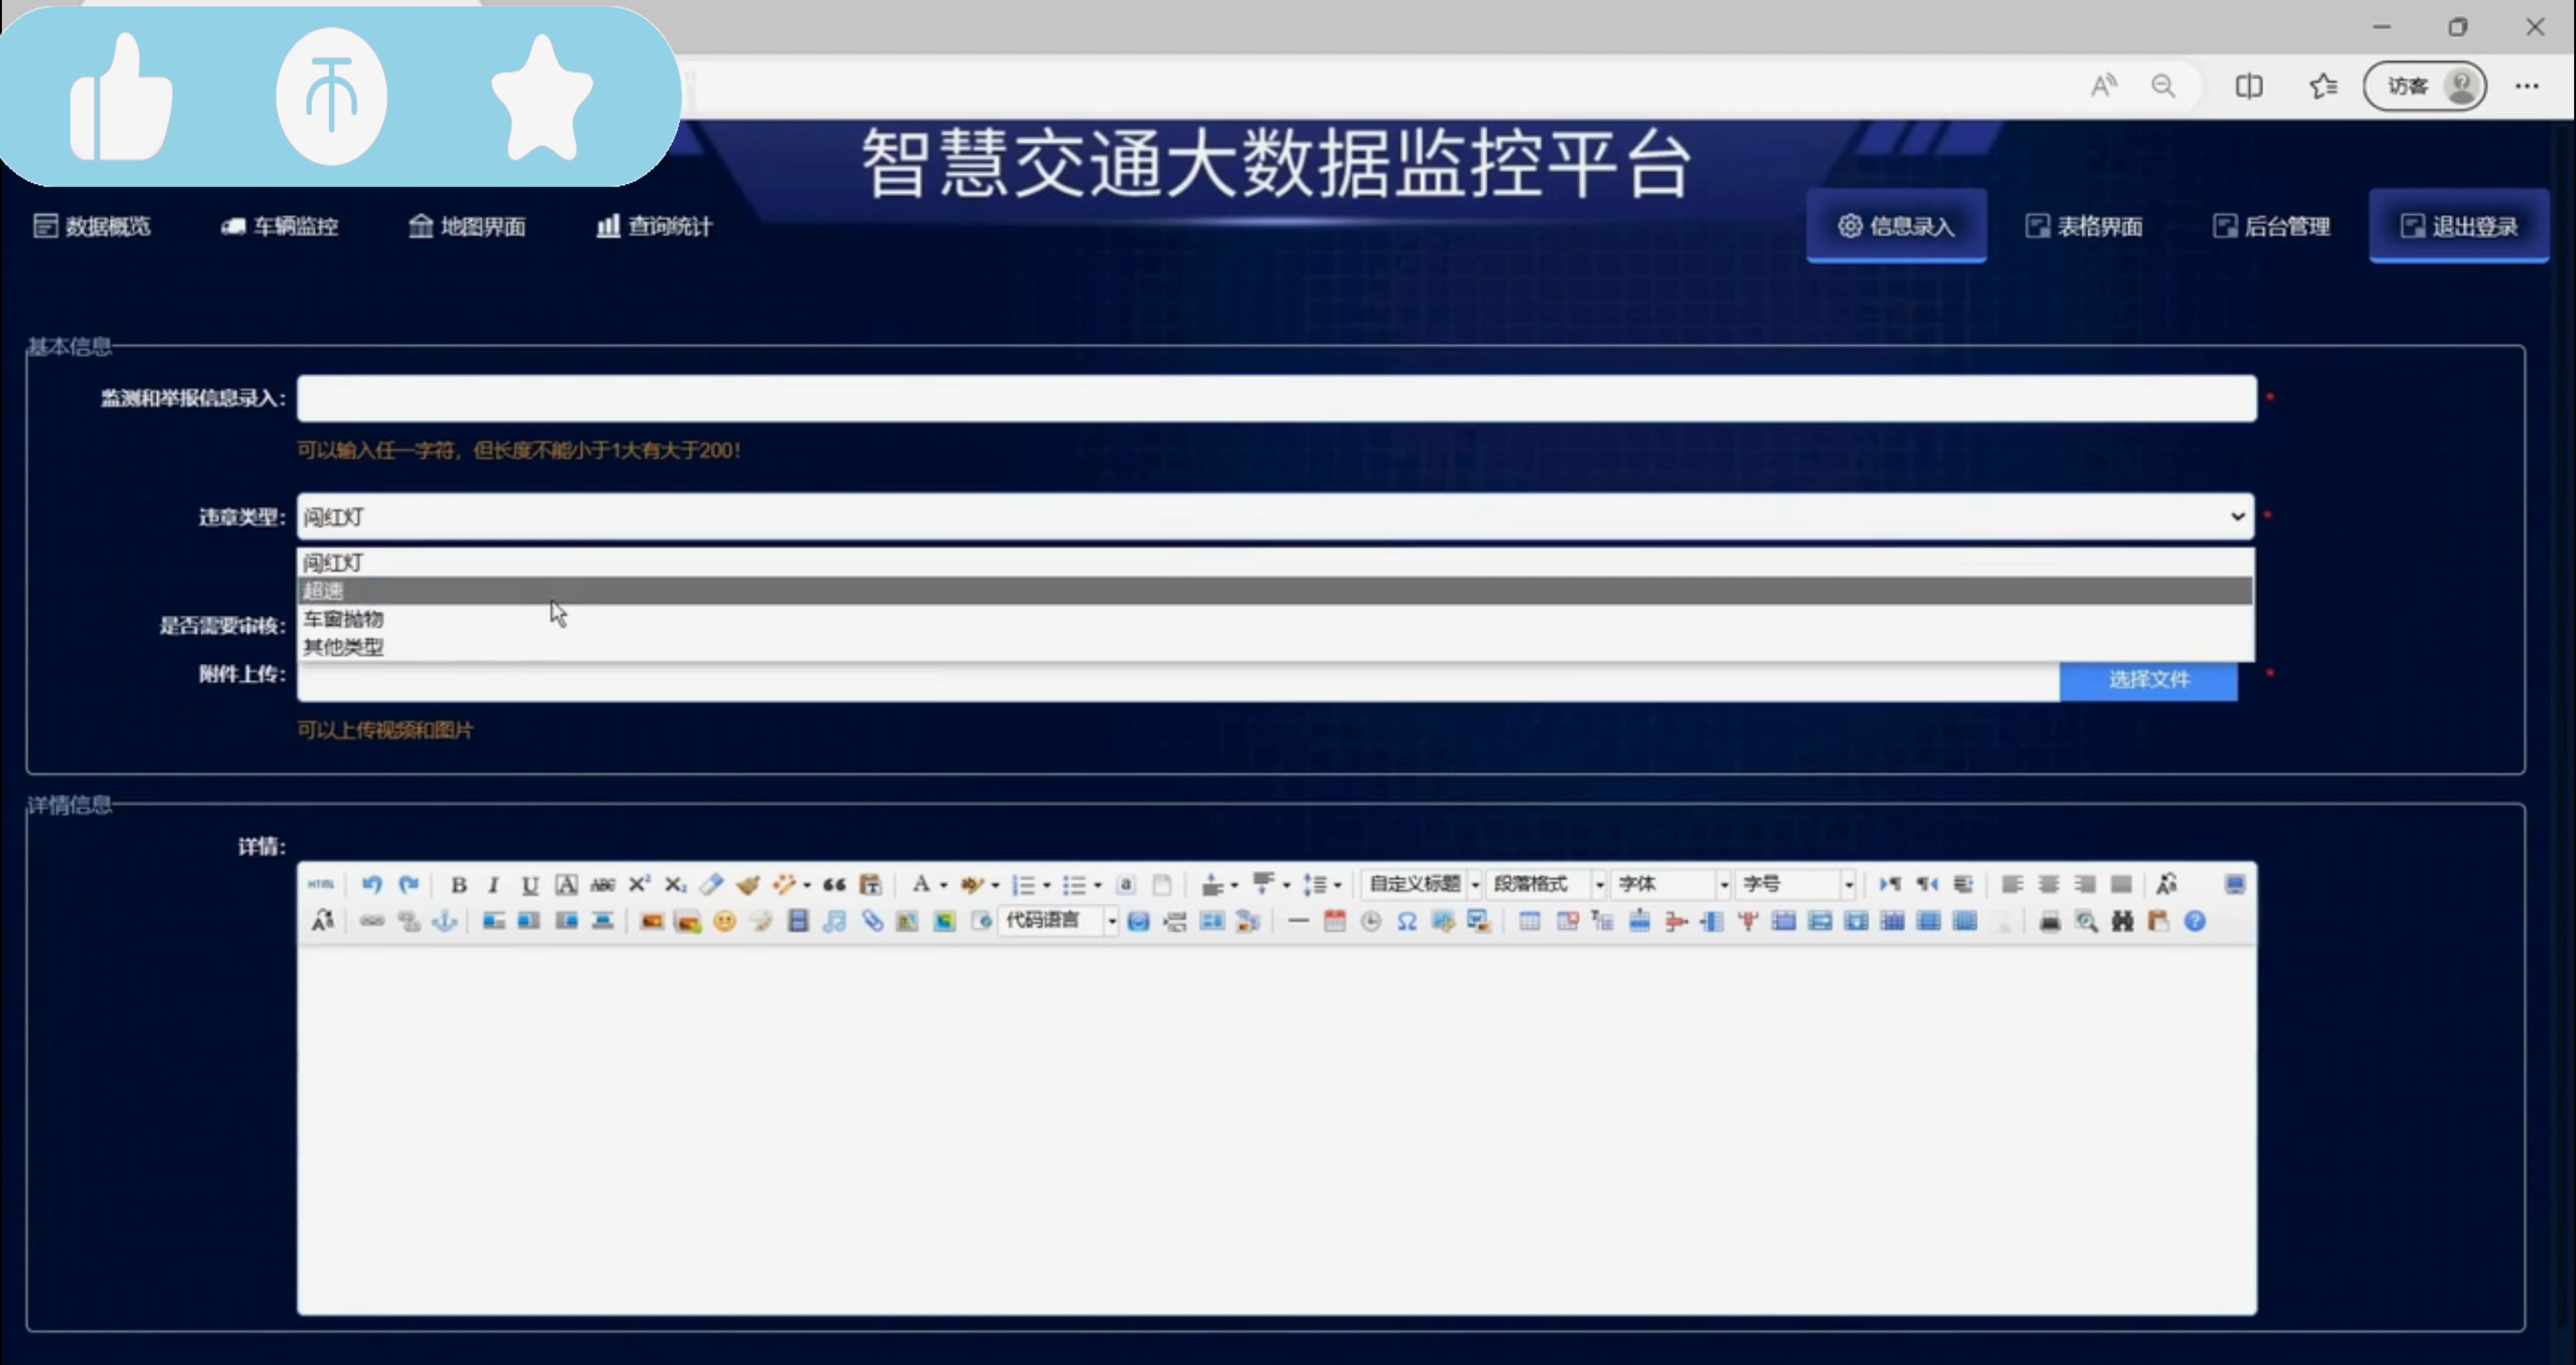 访客
智慧交通大数据监控平台
数据概览 车辆监控 地图界面 查询统计 信息录入 表格界面 后台管理 退出登录
基本信息
监测和举报信息录入: *
可以输入任一字符，但长度不能小于1大有大于200！
违章类型: 闯红灯 *
闯红灯
超速
车窗抛物
其他类型
是否需要审核:
附件上传: 选择文件 *
可以上传视频和图片
详情信息
详情:
HTML B I U A ABC X² X₂ 66 T A ab a 自定义标题 段落格式 字体 字号
代码语言 Ω